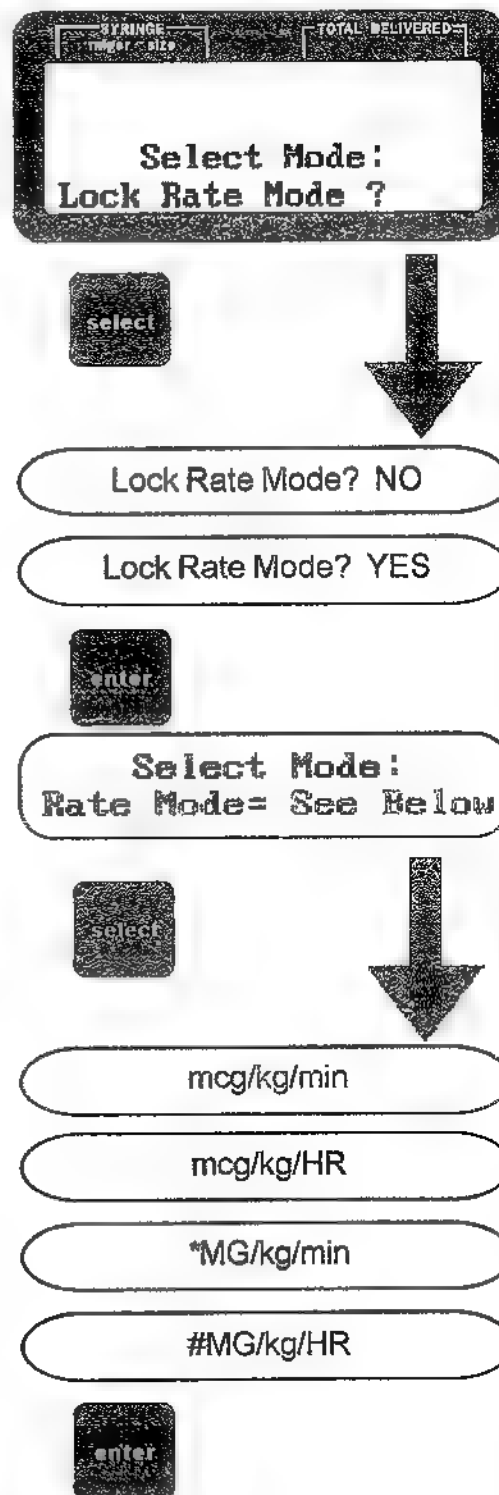 SYRINGE
size
TOTAL DELIVERED
Select Mode:
Lock Rate Mode ?
select
Lock Rate Mode? NO
Lock Rate Mode? YES
enter
Select Mode:
Rate Mode= See Below
select
mcg/kg/min
mcg/kg/HR
*MG/kg/min
#MG/kg/HR
enter